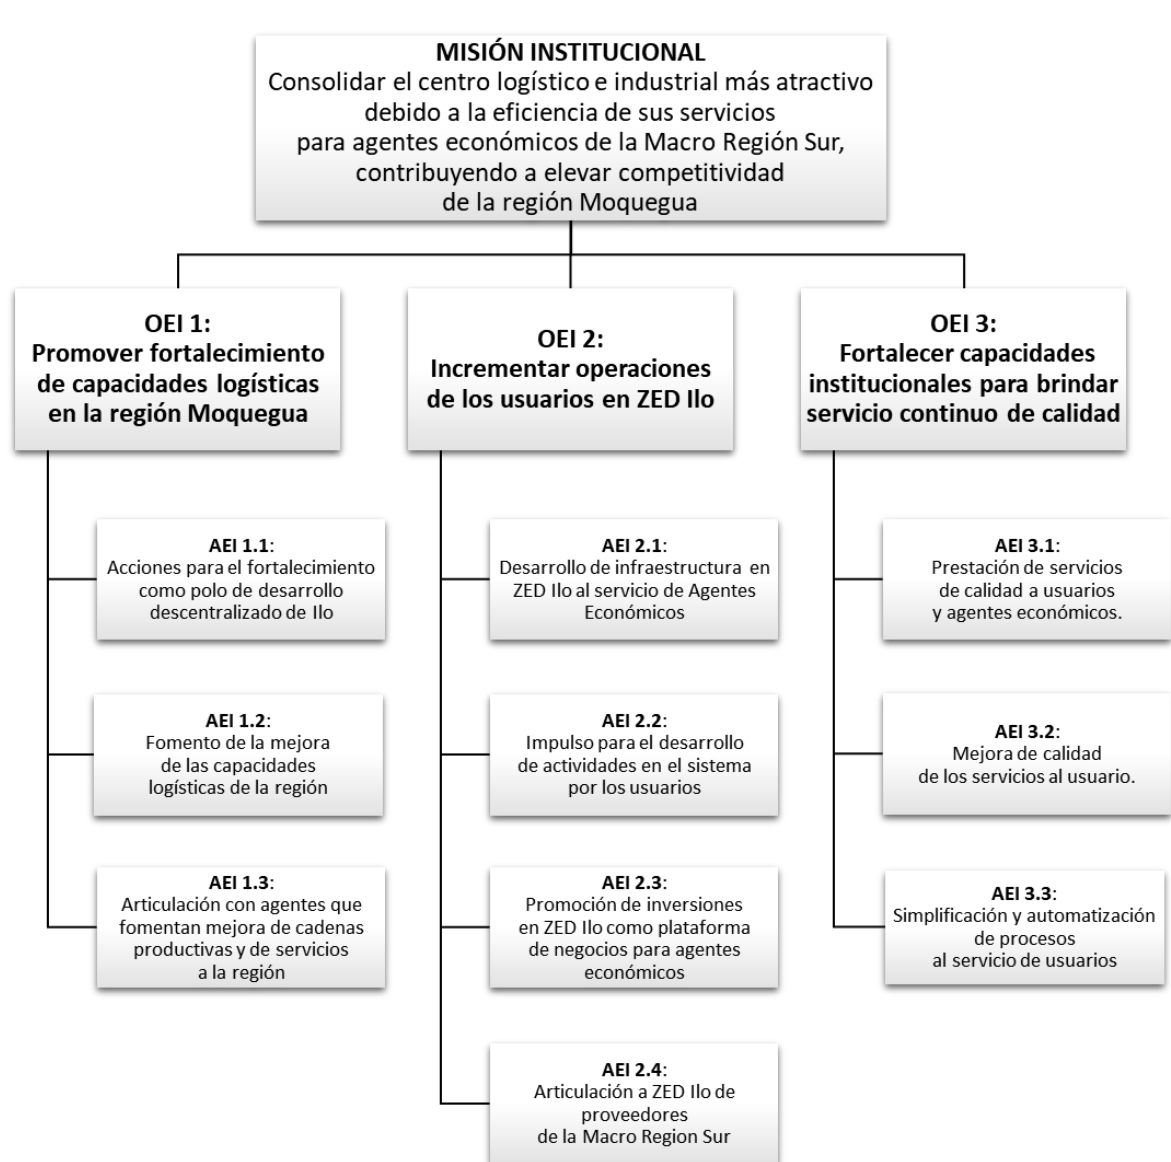 MISIÓN INSTITUCIONAL
Consolidar el centro logístico e industrial más atractivo
debido a la eficiencia de sus servicios
para agentes económicos de la Macro Región Sur,
contribuyendo a elevar competitividad
de la región Moquegua
OEI 1:
Promover fortalecimiento
de capacidades logísticas
en la región Moquegua
AEI 1.1:
Acciones para el fortalecimiento
como polo de desarrollo
descentralizado de Ilo
AEI 1.2:
Fomento de la mejora
de las capacidades
logísticas de la región
AEI 1.3:
Articulación con agentes que
fomentan mejora de cadenas
productivas y de servicios
a la región
OEI 2:
Incrementar operaciones
de los usuarios en ZED Ilo
AEI 2.1:
Desarrollo de infraestructura en
ZED Ilo al servicio de Agentes
Económicos
AEI 2.2:
Impulso para el desarrollo
de actividades en el sistema
por los usuarios
AEI 2.3:
Promoción de inversiones
en ZED Ilo como plataforma
de negocios para agentes
económicos
AEI 2.4:
Articulación a ZED Ilo de
proveedores
de la Macro Region Sur
OEI 3:
Fortalecer capacidades
institucionales para brindar
servicio continuo de calidad
AEI 3.1:
Prestación de servicios
de calidad a usuarios
y agentes económicos.
AEI 3.2:
Mejora de calidad
de los servicios al usuario.
AEI 3.3:
Simplificación y automatización
de procesos
al servicio de usuarios